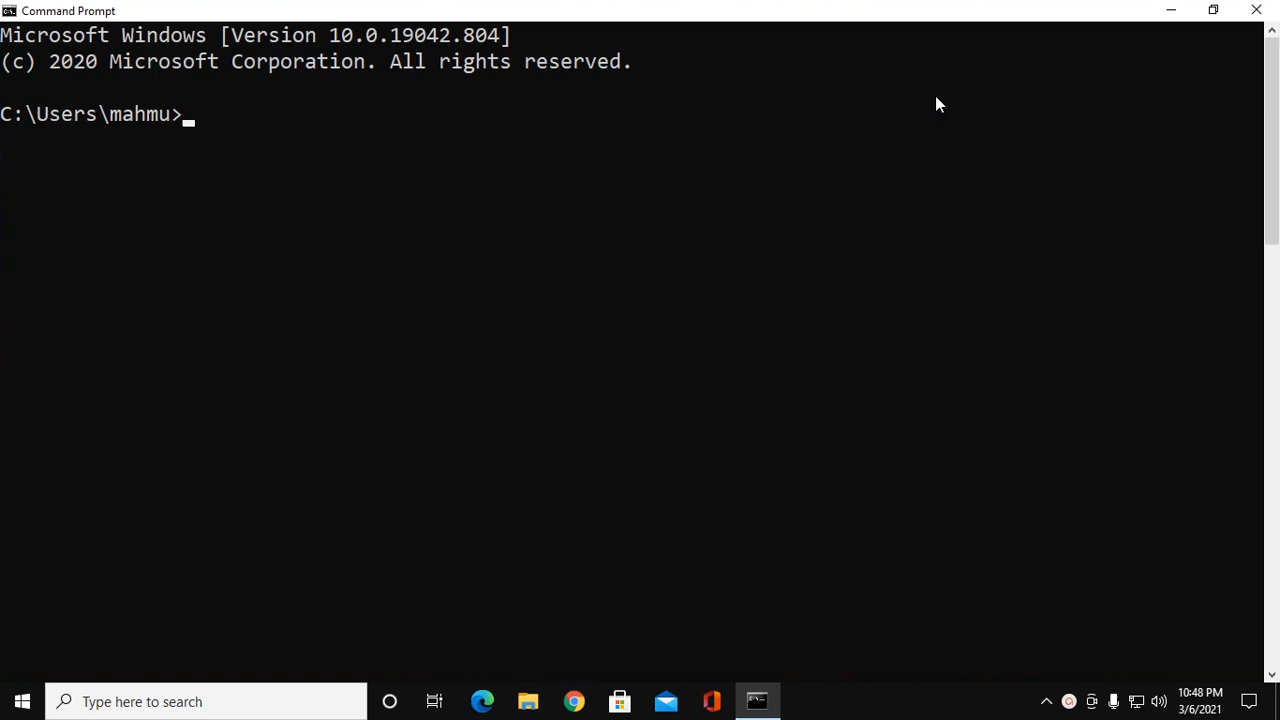 Command Prompt
Microsoft Windows [Version 10.0.19042.804]
(c) 2020 Microsoft Corporation. All rights reserved.
C:\Users\mahmu>
Type here to search
10:48 PM
3/6/2021